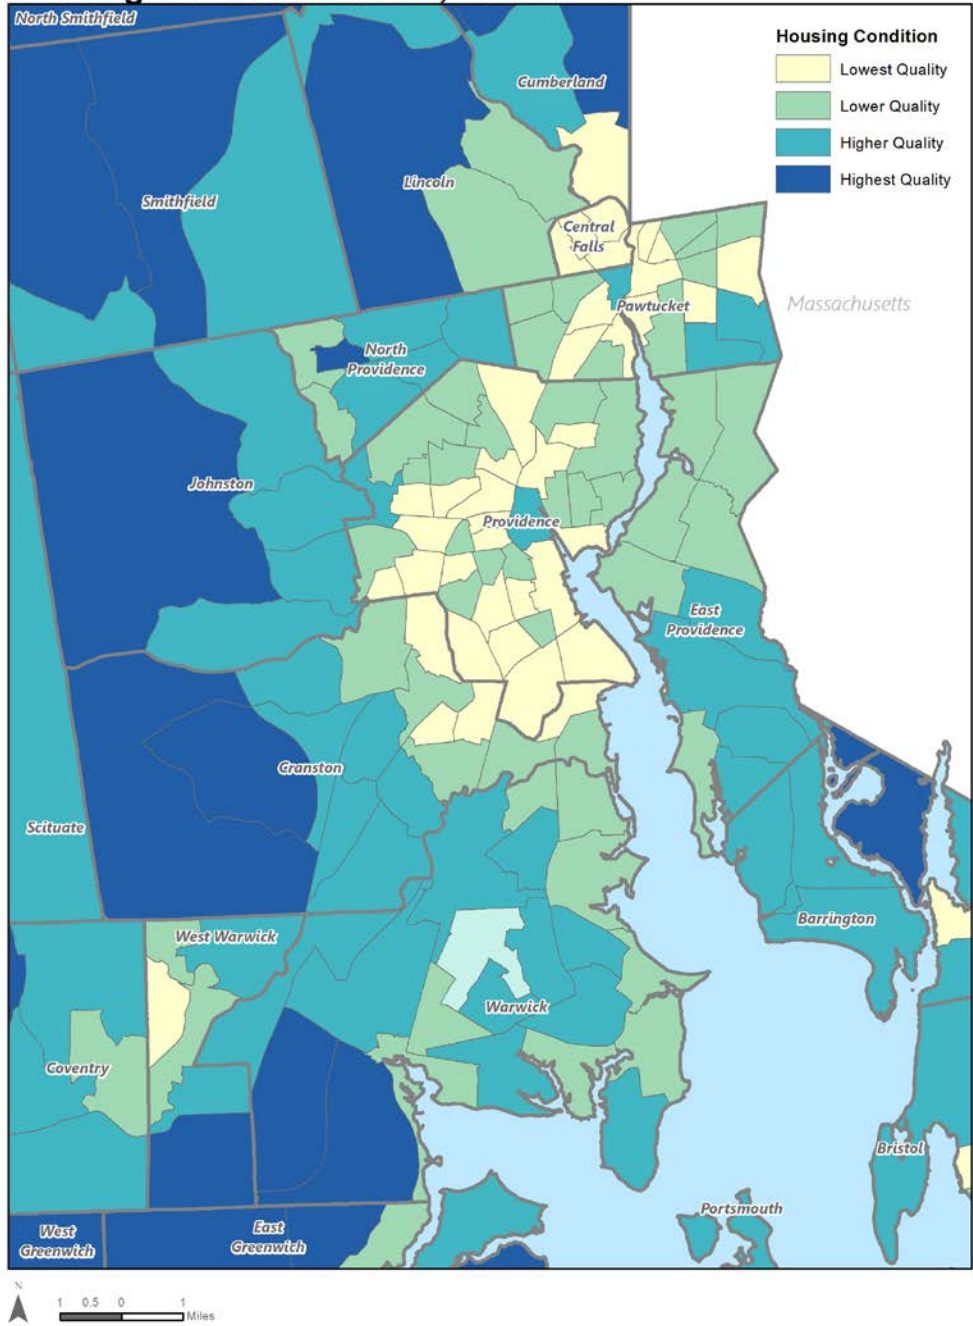 North Smithfield
Cumberland
Housing Condition
Lowest Quality
Lower Quality
Higher Quality
Highest Quality
Lincoln
Smithfield
Central
Falls
Massachusetts
Pawtucket
North
Providence
Johnston
Providence
East
Providence
Cranston
Scituate
Barrington
West Warwick
Warwick
Coventry
Bristol
Portsmouth
West
Greenwich
East
Greenwich
N
1 0.5 0 1
Miles